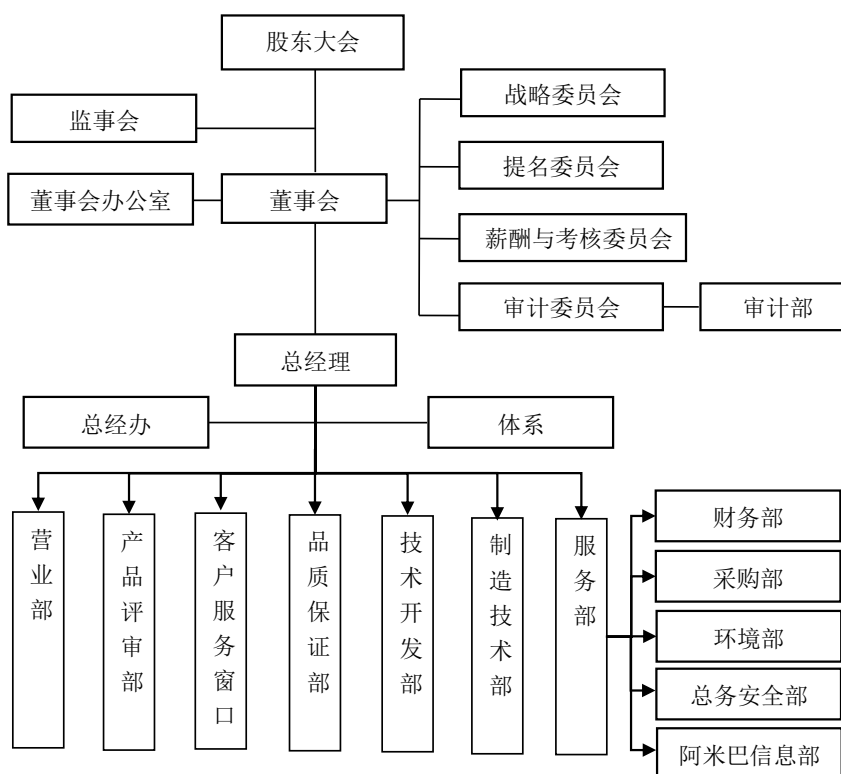 股东大会
战略委员会
监事会
提名委员会
董事会办公室
董事会
薪酬与考核委员会
审计委员会
审计部
总经理
总经办
体系
营业部
产品评审部
客户服务窗口
品质保证部
技术开发部
制造技术部
服务部
财务部
采购部
环境部
总务安全部
阿米巴信息部